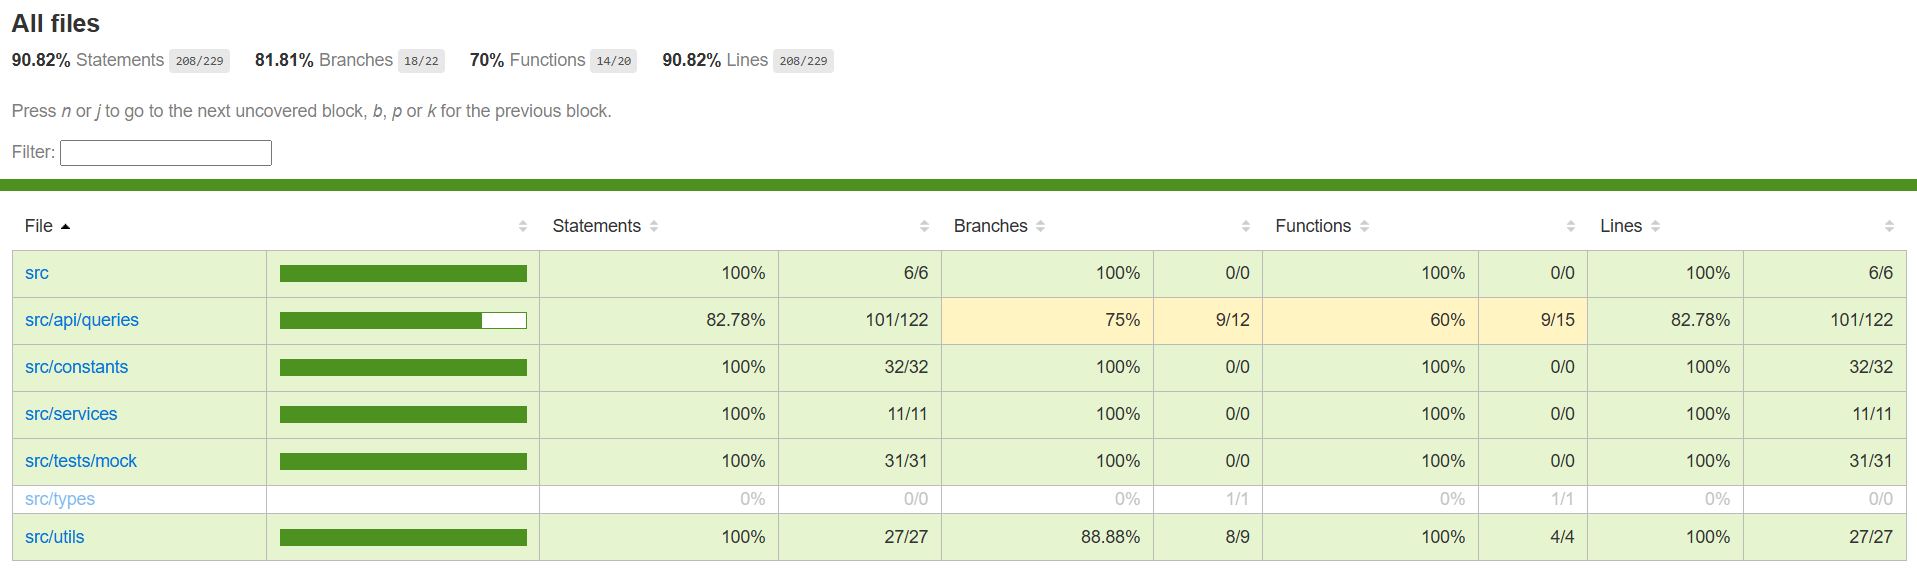 All files
90.82% Statements 208/229 81.81% Branches 18/22 70% Functions 14/20 90.82% Lines 208/229
Press n or j to go to the next uncovered block, b, p or k for the previous block.
Filter:
File Statements Branches Functions Lines
src 100% 6/6 100% 0/0 100% 0/0 100% 6/6
src/api/queries 82.78% 101/122 75% 9/12 60% 9/15 82.78% 101/122
src/constants 100% 32/32 100% 0/0 100% 0/0 100% 32/32
src/services 100% 11/11 100% 0/0 100% 0/0 100% 11/11
src/tests/mock 100% 31/31 100% 0/0 100% 0/0 100% 31/31
src/types 0% 0/0 0% 1/1 0% 1/1 0% 0/0
src/utils 100% 27/27 88.88% 8/9 100% 4/4 100% 27/27